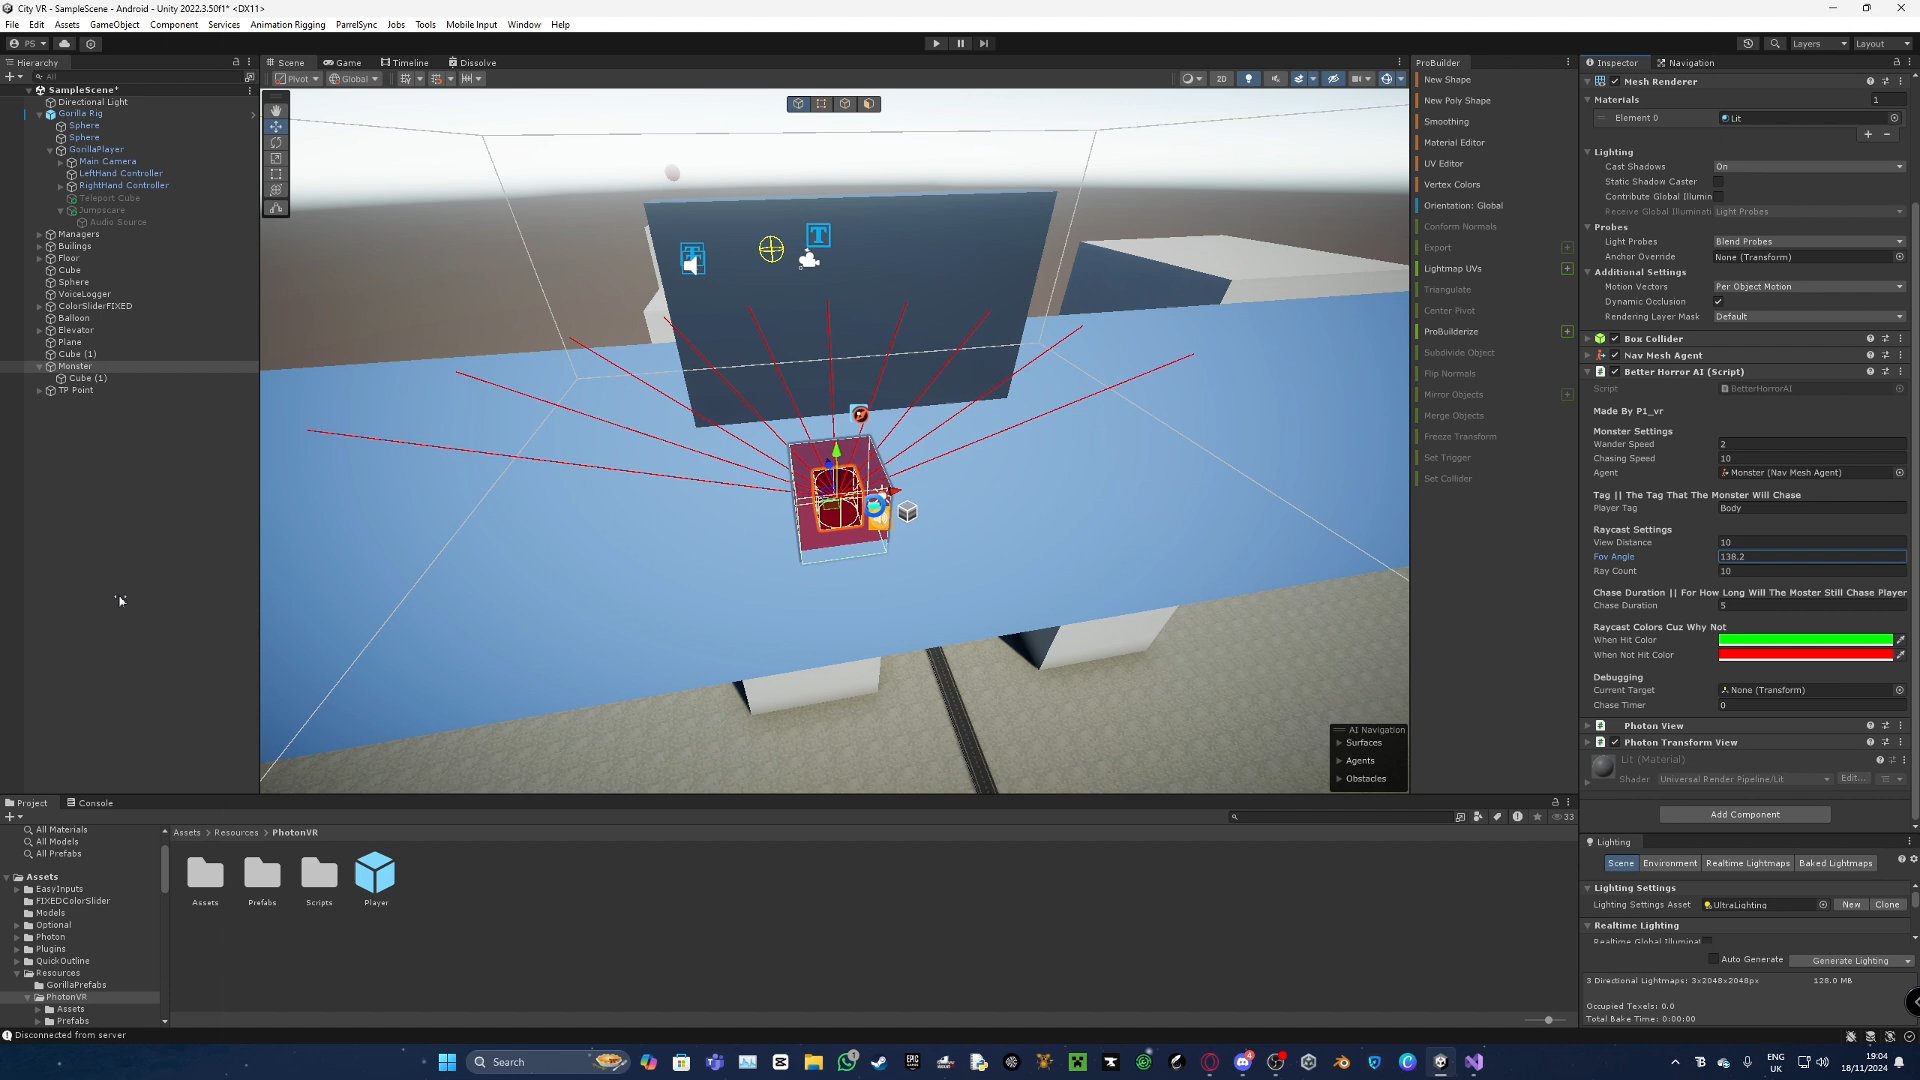 City VR - SampleScene - Android - Unity 2022.3.50f1* <DX11>
File Edit Assets GameObject Component Services Animation Rigging ParrelSync Jobs Tools Mobile Input Window Help
PS Layers Layout
Hierarchy
All
SampleScene*
Directional Light
Gorilla Rig
Sphere
Sphere
GorillaPlayer
Main Camera
LeftHand Controller
RightHand Controller
Teleport Cube
Jumpscare
Audio Source
Managers
Builings
Floor
Cube
Sphere
VoiceLogger
ColorSliderFIXED
Balloon
Elevator
Plane
Cube (1)
Monster
Cube (1)
TP Point
Scene Game Timeline Dissolve
Pivot Global 2D
T
T
AI Navigation
Surfaces
Agents
Obstacles
ProBuilder
New Shape
New Poly Shape
Smoothing
Material Editor
UV Editor
Vertex Colors
Orientation: Global
Conform Normals
Export
Lightmap UVs
Triangulate
Center Pivot
ProBuilderize
Subdivide Object
Flip Normals
Mirror Objects
Merge Objects
Freeze Transform
Set Trigger
Set Collider
Inspector Navigation
Mesh Renderer
Materials 1
Element 0 Lit
Lighting
Cast Shadows On
Static Shadow Caster
Contribute Global Illumin
Receive Global Illuminati Light Probes
Probes
Light Probes Blend Probes
Anchor Override None (Transform)
Additional Settings
Motion Vectors Per Object Motion
Dynamic Occlusion
Rendering Layer Mask Default
Box Collider
Nav Mesh Agent
Better Horror AI (Script)
Script BetterHorrorAI
Made By P1_vr
Monster Settings
Wander Speed 2
Chasing Speed 10
Agent Monster (Nav Mesh Agent)
Tag || The Tag That The Monster Will Chase
Player Tag Body
Raycast Settings
View Distance 10
Fov Angle 138.2
Ray Count 10
Chase Duration || For How Long Will The Moster Still Chase Player
Chase Duration 5
Raycast Colors Cuz Why Not
When Hit Color
When Not Hit Color
Debugging
Current Target None (Transform)
Chase Timer 0
Photon View
Photon Transform View
Lit (Material)
Shader Universal Render Pipeline/Lit Edit...
Add Component
Lighting
Scene Environment Realtime Lightmaps Baked Lightmaps
Lighting Settings
Lighting Settings Asset UltraLighting New Clone
Realtime Lighting
Realtime Global Illuminat
Auto Generate Generate Lighting
3 Directional Lightmaps: 3x2048x2048px 128.0 MB
Occupied Texels: 0.0
Total Bake Time: 0:00:00
Project Console
33
All Materials
All Models
All Prefabs
Assets
EasyInputs
FIXEDColorSlider
Models
Optional
Photon
Plugins
QuickOutline
Resources
GorillaPrefabs
PhotonVR
Assets
Prefabs
Assets > Resources > PhotonVR
Assets Prefabs Scripts Player
Disconnected from server
Search
1
EPIC GAMES
4
ENG
UK
19:04
18/11/2024